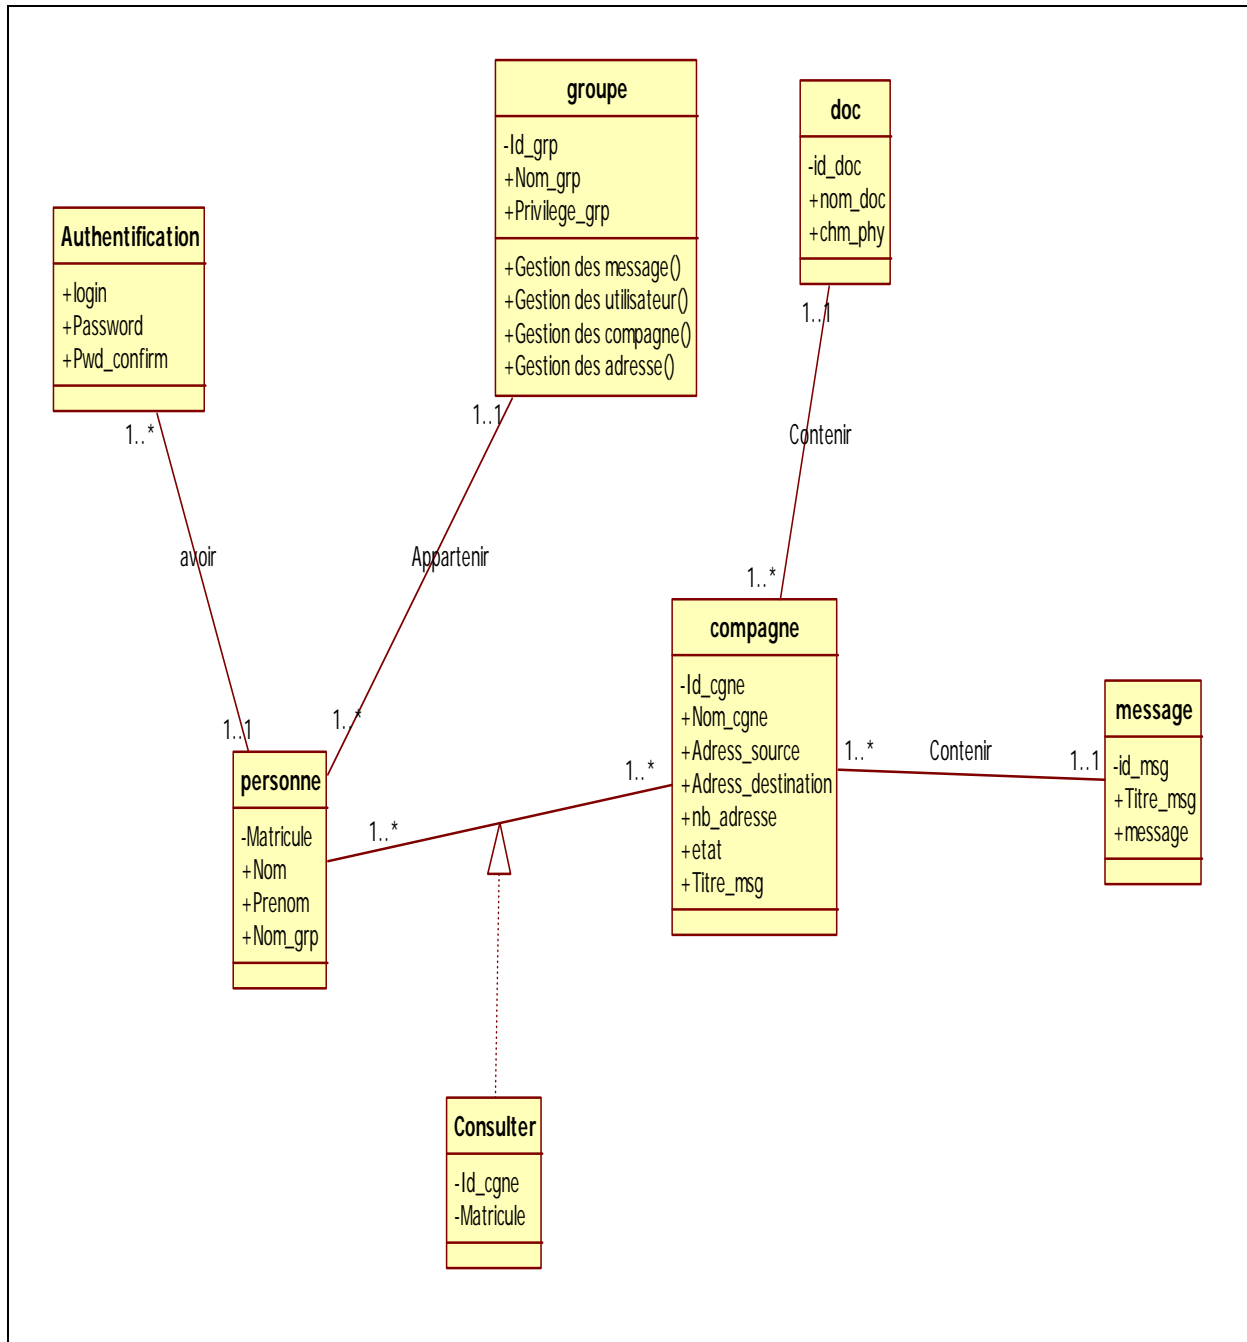 groupe
-Id_grp
+Nom_grp
+Privilege_grp
+Gestion des message()
+Gestion des utilisateur()
+Gestion des compagne()
+Gestion des adresse()
doc
-id_doc
+nom_doc
+chm_phy
Authentification
+login
+Password
+Pwd_confirm
1..*
1..1
1..1
Contenir
avoir
Appartenir
1..*
1..1
1..*
personne
-Matricule
+Nom
+Prenom
+Nom_grp
1..*
1..*
compagne
-Id_cgne
+Nom_cgne
+Adress_source
+Adress_destination
+nb_adresse
+etat
+Titre_msg
1..*
Contenir
1..1
message
-id_msg
+Titre_msg
+message
Consulter
-Id_cgne
-Matricule